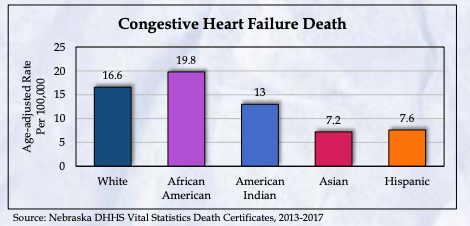 Congestive Heart Failure Death
Age-adjusted Rate
Per 100,000
25
20
15
10
5
0
16.6
19.8
13
7.2
7.6
White
African
American
American
Indian
Asian
Hispanic
Source: Nebraska DHHS Vital Statistics Death Certificates, 2013-2017